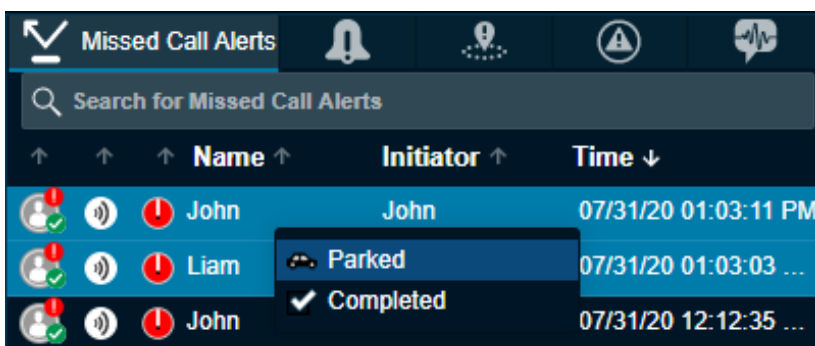 Missed Call Alerts
Search for Missed Call Alerts
Name Initiator Time
John John 07/31/20 01:03:11 PM
Parked
Liam 07/31/20 01:03:03 ...
Completed
John 07/31/20 12:12:35 ...